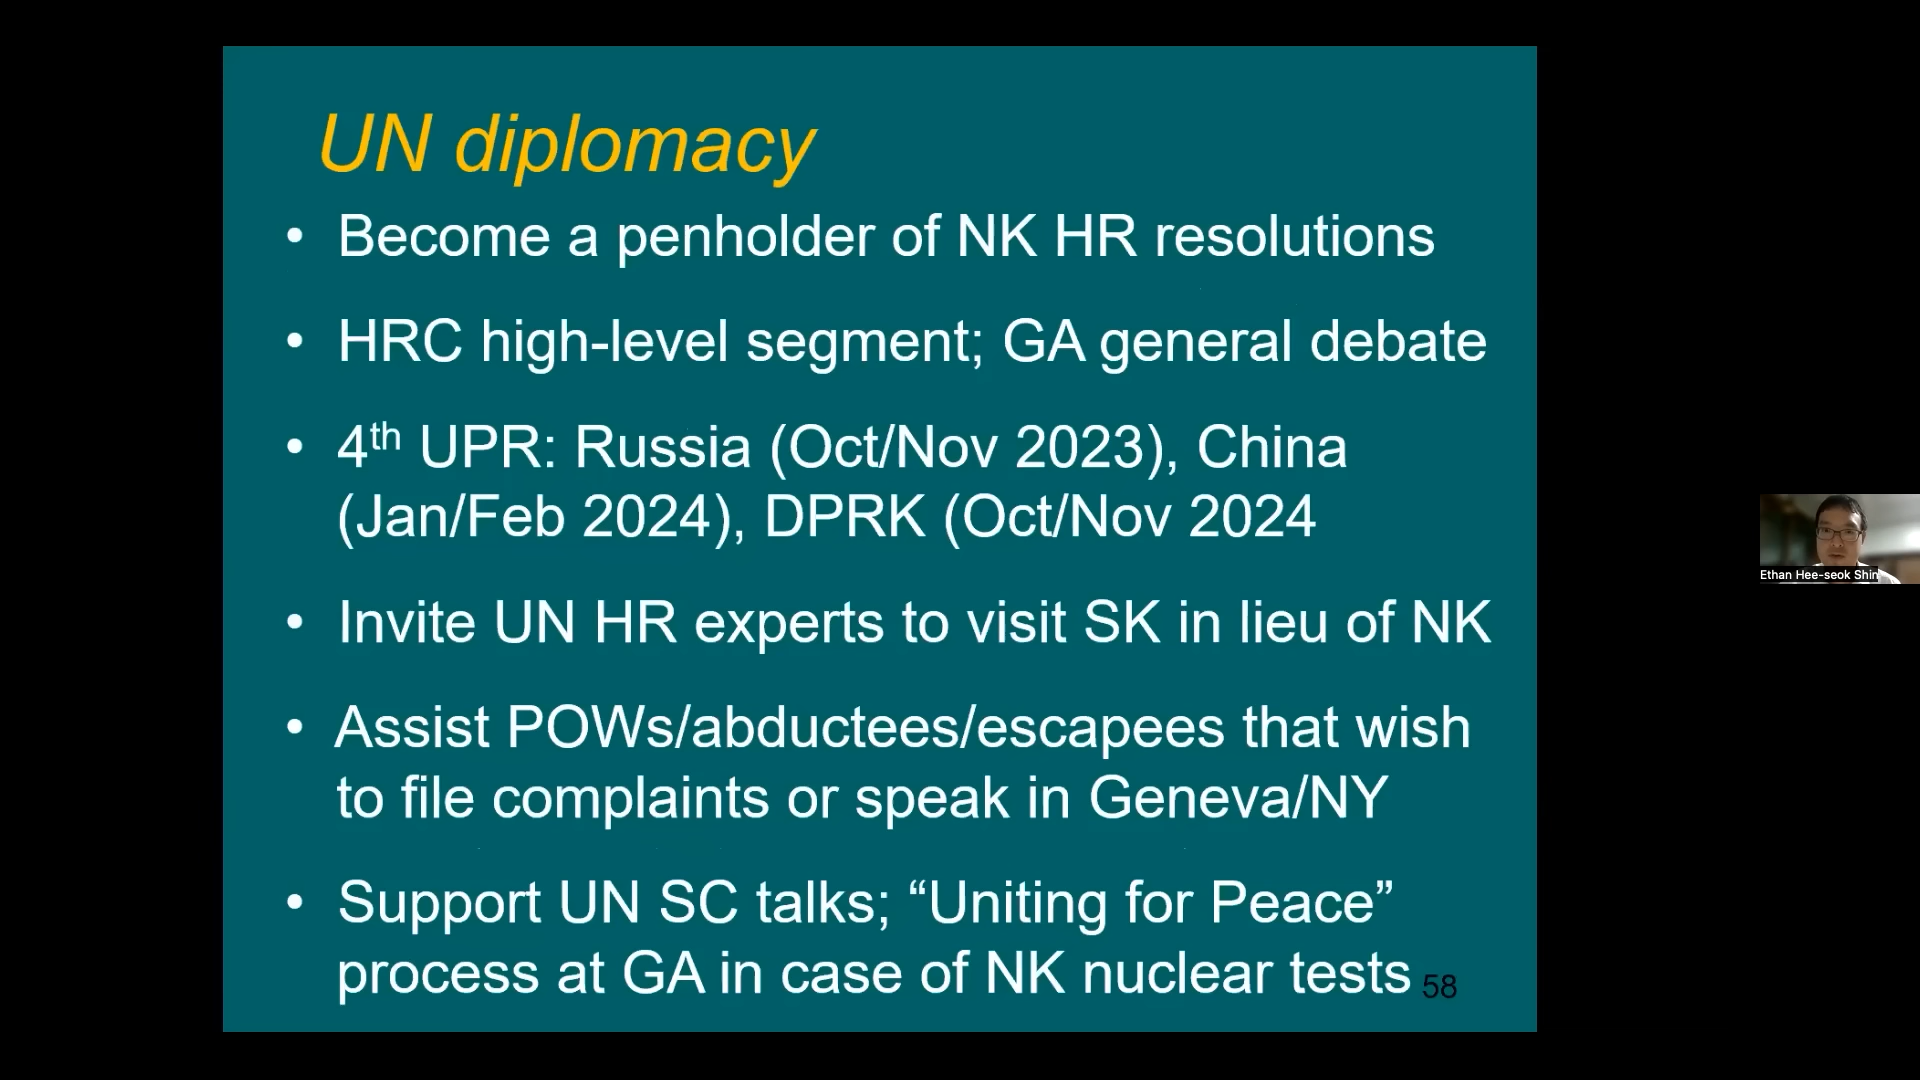 UN diplomacy
• Become a penholder of NK HR resolutions
• HRC high-level segment; GA general debate
• 4th UPR: Russia (Oct/Nov 2023), China
(Jan/Feb 2024), DPRK (Oct/Nov 2024
• Invite UN HR experts to visit SK in lieu of NK
• Assist POWs/abductees/escapees that wish
to file complaints or speak in Geneva/NY
• Support UN SC talks; “Uniting for Peace”
process at GA in case of NK nuclear tests
58
Ethan Hee-seok Shin